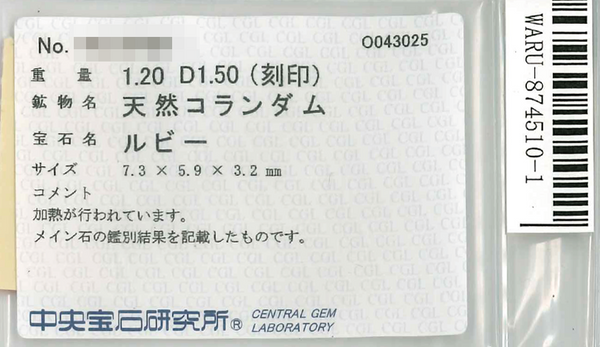 No.
O043025
重量 1.20 D1.50 (刻印)
鉱物名 天然コランダム
宝石名 ルビー
サイズ 7.3 × 5.9 × 3.2 mm
コメント
加熱が行われています。
メイン石の鑑別結果を記載したものです。
中央宝石研究所® CENTRAL GEM
LABORATORY
WARU-874510-1